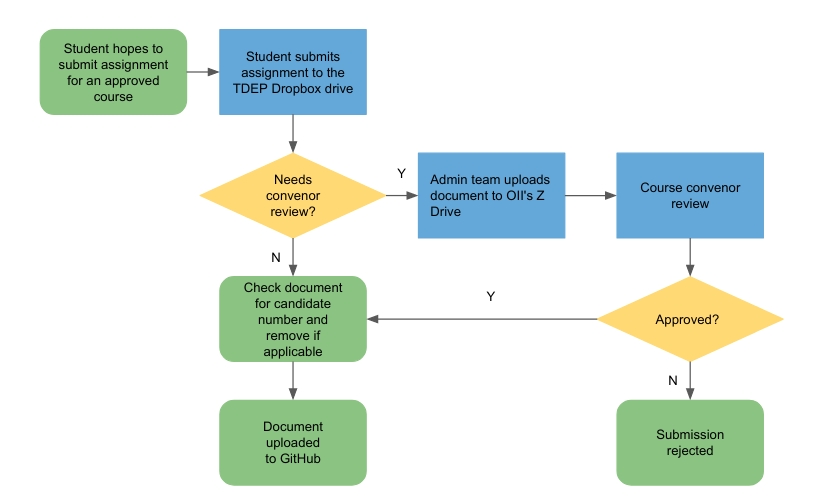 Student hopes to
submit assignment
for an approved
course
Student submits
assignment to the
TDEP Dropbox drive
Needs
convenor
review?
Y
Admin team uploads
document to OII's Z
Drive
Course convenor
review
N
Check document
for candidate
number and
remove if
applicable
Y
Approved?
N
Document
uploaded
to GitHub
Submission
rejected